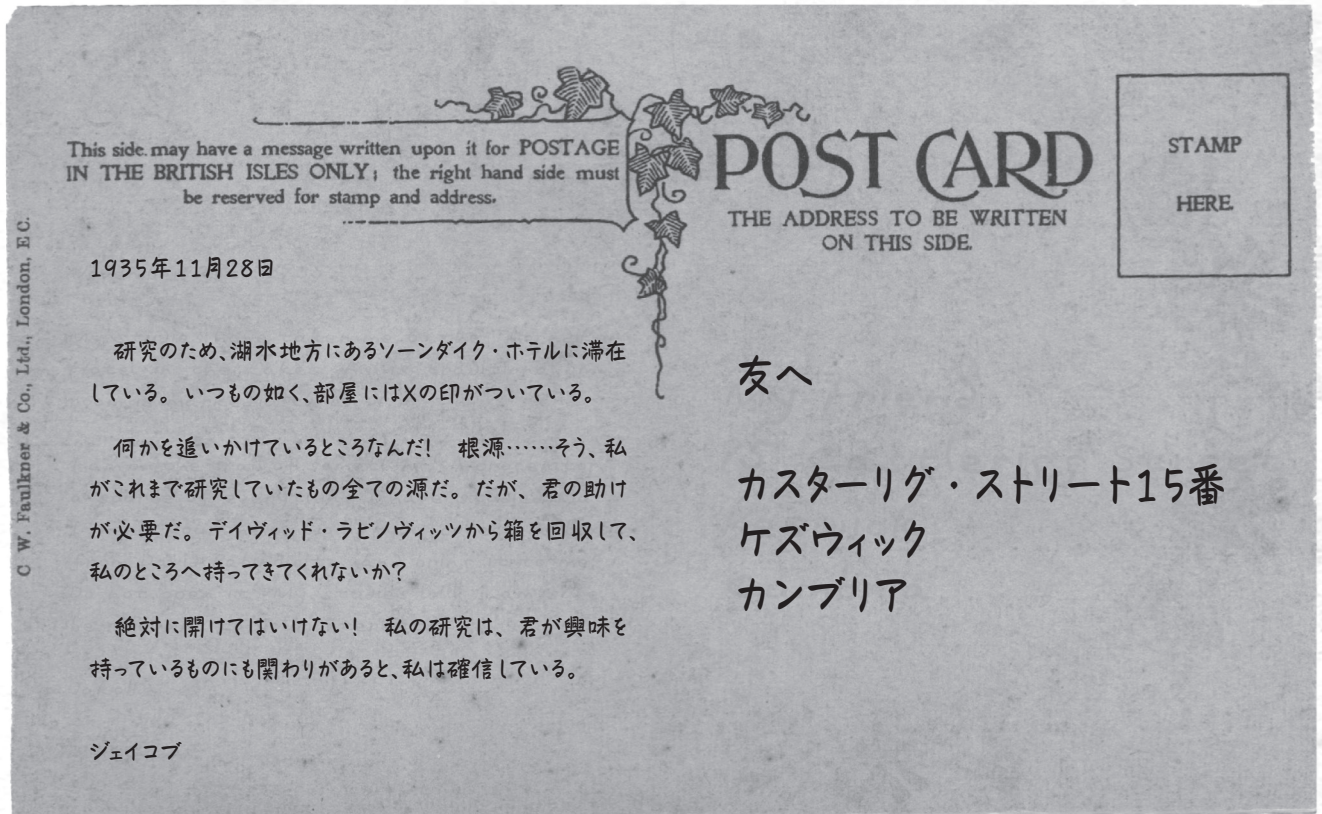 This side may have a message written upon it for POSTAGE
IN THE BRITISH ISLES ONLY; the right hand side must
be reserved for stamp and address.
POST CARD
THE ADDRESS TO BE WRITTEN
ON THIS SIDE.
STAMP
HERE.
C W. Faulkner & Co., Ltd., London, E C.
1935年11月28日
研究のため、湖水地方にあるソーンダイク・ホテルに滞在
している。いつもの如く、部屋にはXの印がついている。
何かを追いかけているところなんだ！　根源……そう、私
がこれまで研究していたもの全ての源だ。だが、君の助け
が必要だ。デイヴィッド・ラビノヴィッツから箱を回収して、
私のところへ持ってきてくれないか？
絶対に開けてはいけない！　私の研究は、君が興味を
持っているものにも関わりがあると、私は確信している。
ジェイコブ
友へ
カスターリグ・ストリート15番
ケズウィック
カンブリア